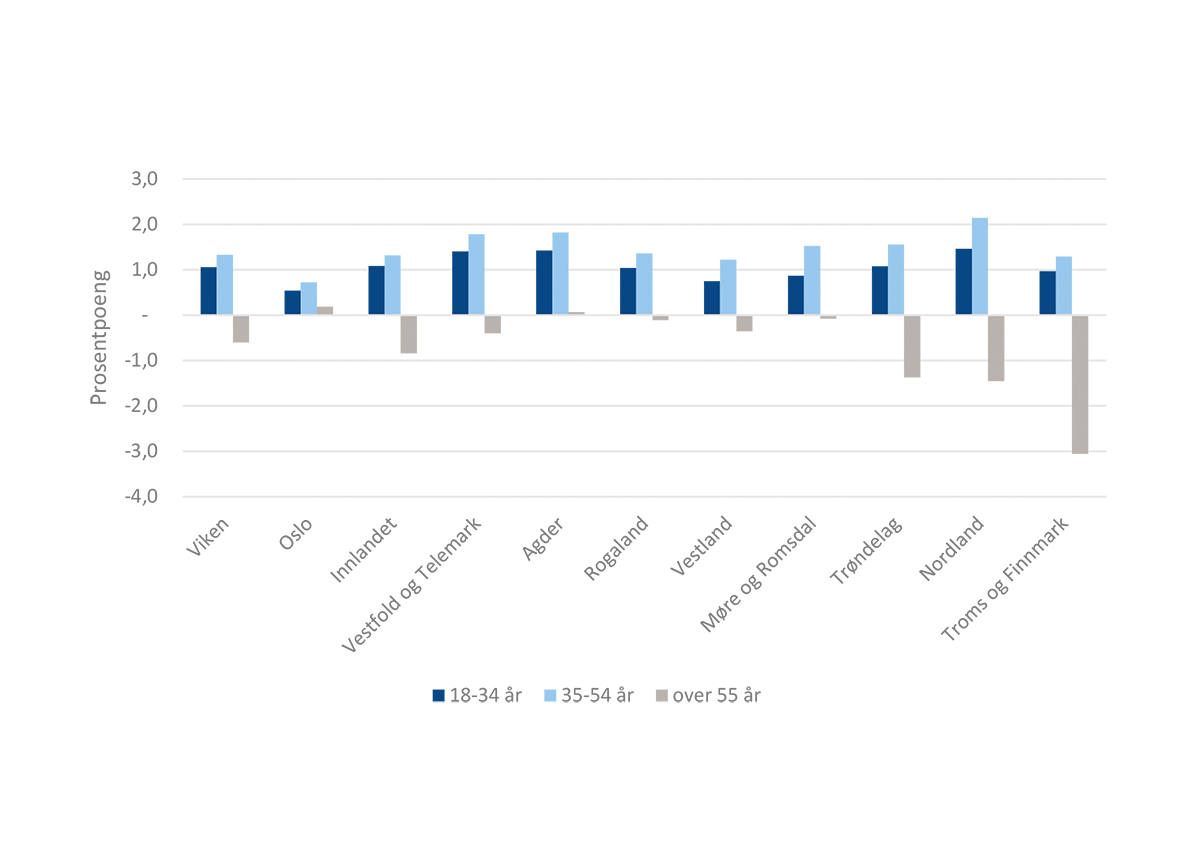 3,0
2,0
1,0
-
-1,0
-2,0
-3,0
-4,0
Prosentpoeng
Viken
Oslo
Innlandet
Vestfold og Telemark
Agder
Rogaland
Vestland
Møre og Romsdal
Trøndelag
Nordland
Troms og Finnmark
18-34 år 35-54 år over 55 år